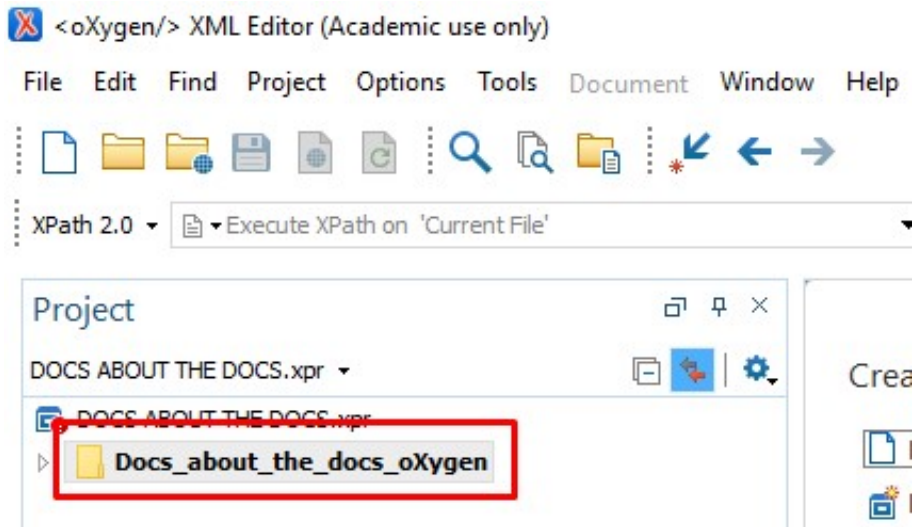 <oXygen/> XML Editor (Academic use only)
File Edit Find Project Options Tools Document Window Help
XPath 2.0 Execute XPath on 'Current File'
Project
DOCS ABOUT THE DOCS.xpr
Crea
DOCS ABOUT THE DOCS.xpr
Docs_about_the_docs_oXygen